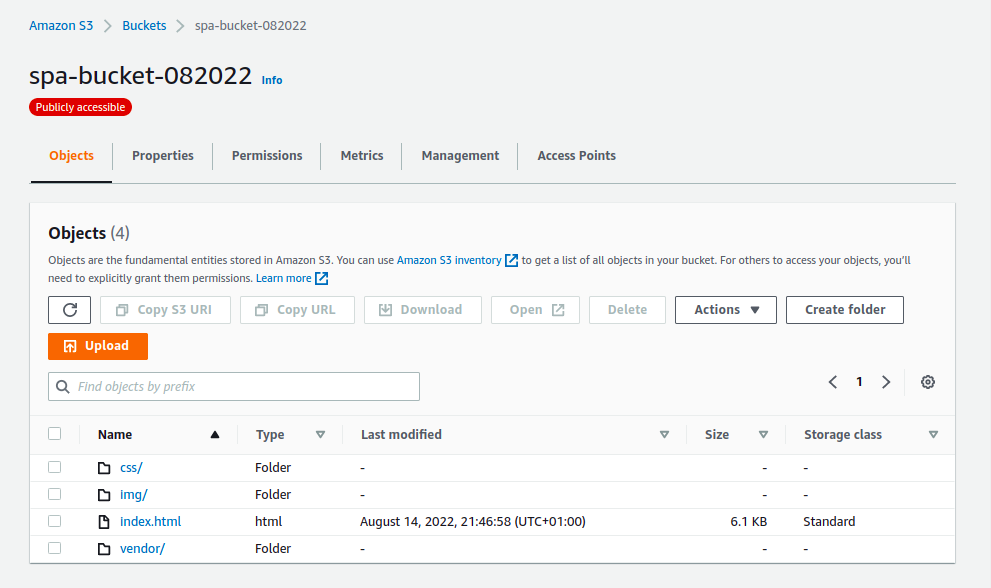 Amazon S3 > Buckets > spa-bucket-082022
spa-bucket-082022 Info
Publicly accessible
Objects Properties Permissions Metrics Management Access Points
Objects (4)
Objects are the fundamental entities stored in Amazon S3. You can use Amazon S3 inventory to get a list of all objects in your bucket. For others to access your objects, you'll
need to explicitly grant them permissions. Learn more
Copy S3 URI Copy URL Download Open Delete Actions Create folder
Upload
Find objects by prefix
1
Name Type Last modified Size Storage class
css/ Folder - - -
img/ Folder - - -
index.html html August 14, 2022, 21:46:58 (UTC+01:00) 6.1 KB Standard
vendor/ Folder - - -